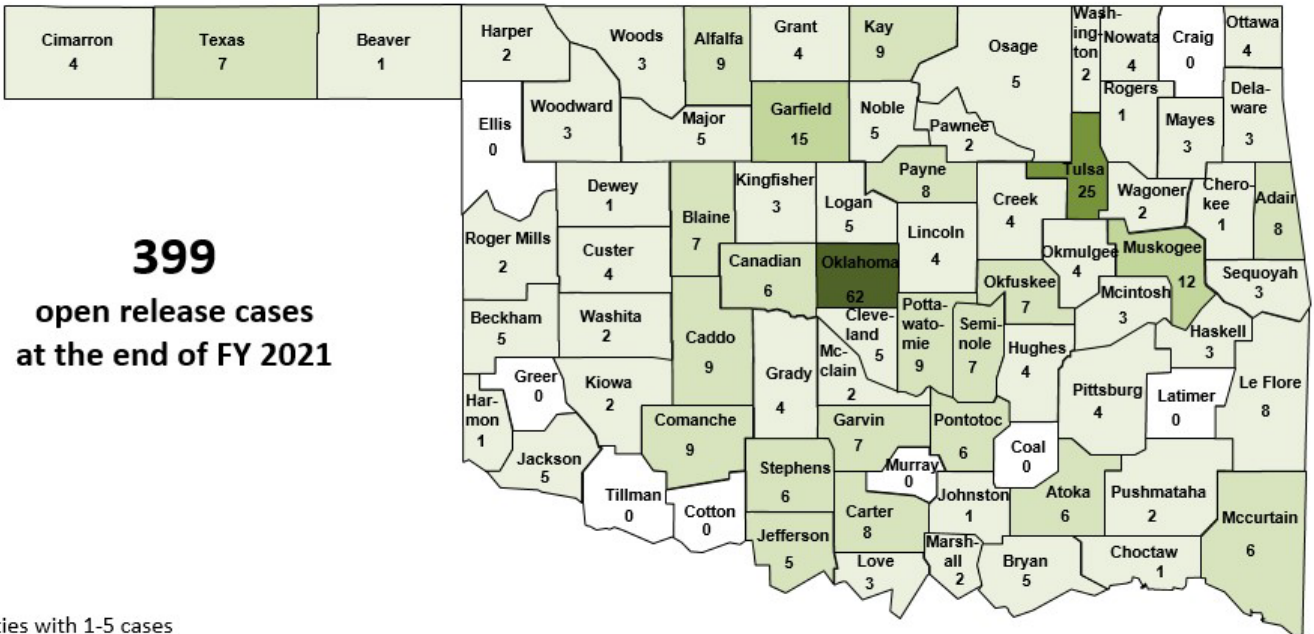 Cimarron
4
Texas
7
Beaver
1
Harper
2
Woods
3
Alfalfa
9
Grant
4
Kay
9
Osage
5
Wash-
ing-
ton
2
Nowata
4
Craig
0
Ottawa
4
Ellis
0
Woodward
3
Major
5
Garfield
15
Noble
5
Pawnee
2
Rogers
1
Mayes
3
Dela-
ware
3
Dewey
1
Blaine
7
Kingfisher
3
Logan
5
Payne
8
Creek
4
Tulsa
25
Wagoner
2
Chero-
kee
1
Adair
8
399
open release cases
at the end of FY 2021
Roger Mills
2
Custer
4
Canadian
6
Oklahoma
62
Lincoln
4
Okfuskee
7
Okmulgee
4
Muskogee
12
Mcintosh
3
Sequoyah
3
Beckham
5
Washita
2
Caddo
9
Grady
4
Mc-
clain
2
Cleve-
land
5
Potta-
wato-
mie
9
Semi-
nole
7
Hughes
4
Pittsburg
4
Haskell
3
Latimer
0
Le Flore
8
Har-
mon
1
Greer
0
Kiowa
2
Jackson
5
Comanche
9
Tillman
0
Cotton
0
Stephens
6
Garvin
7
Murray
0
Pontotoc
6
Coal
0
Jefferson
5
Carter
8
Johnston
1
Atoka
6
Pushmataha
2
Mccurtain
6
Love
3
Marsh-
all
2
Bryan
5
Choctaw
1
ties with 1-5 cases